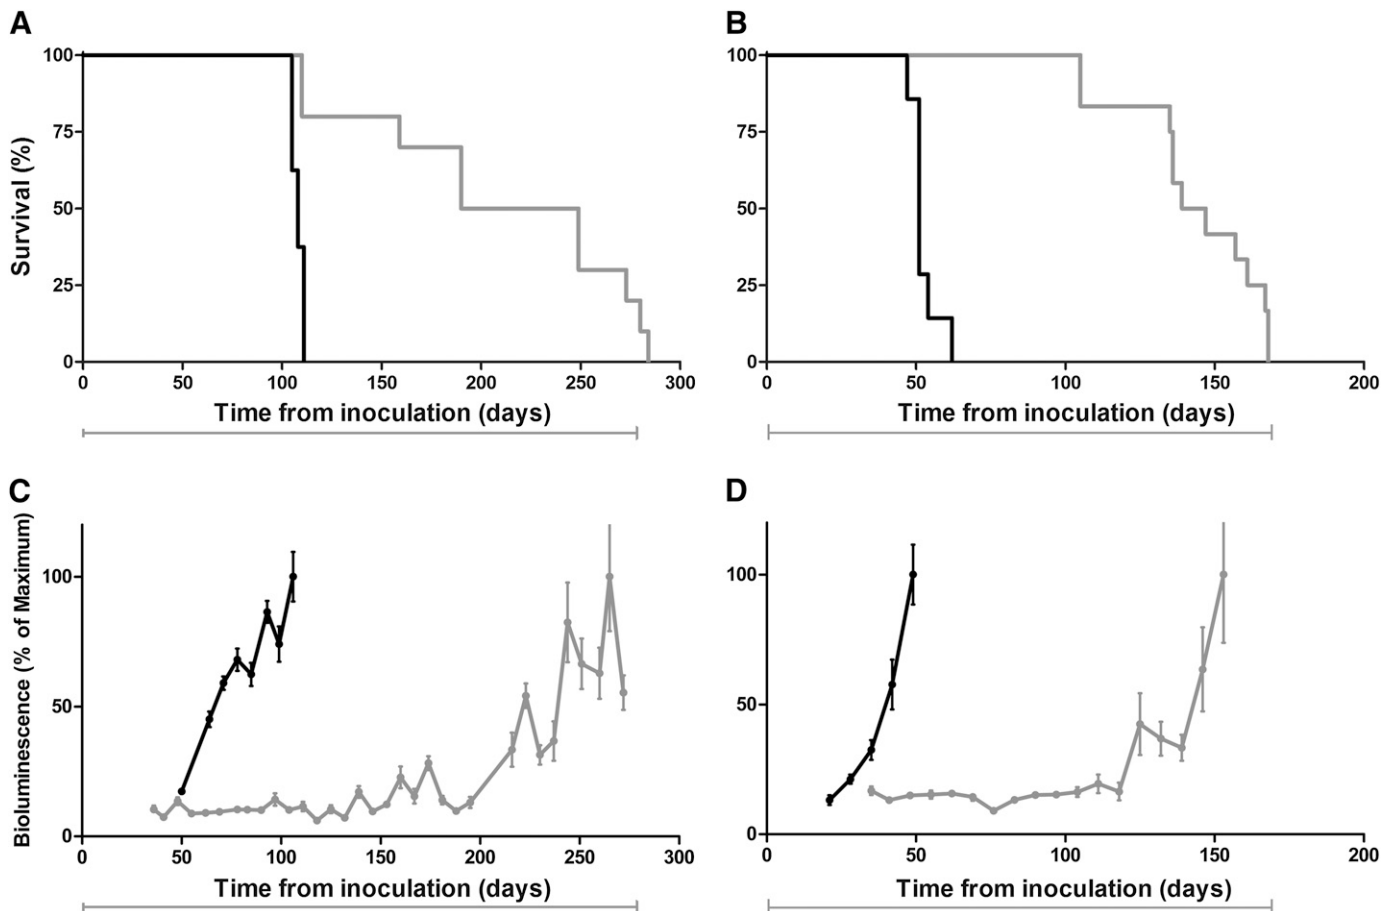 A
B
Survival (%)
100
75
50
25
0
0 50 100 150 200 250 300
Time from inoculation (days)
100
75
50
25
0
0 50 100 150 200
Time from inoculation (days)
C
D
Bioluminescence (% of Maximum)
100
50
0
0 50 100 150 200 250 300
Time from inoculation (days)
100
50
0
0 50 100 150 200
Time from inoculation (days)